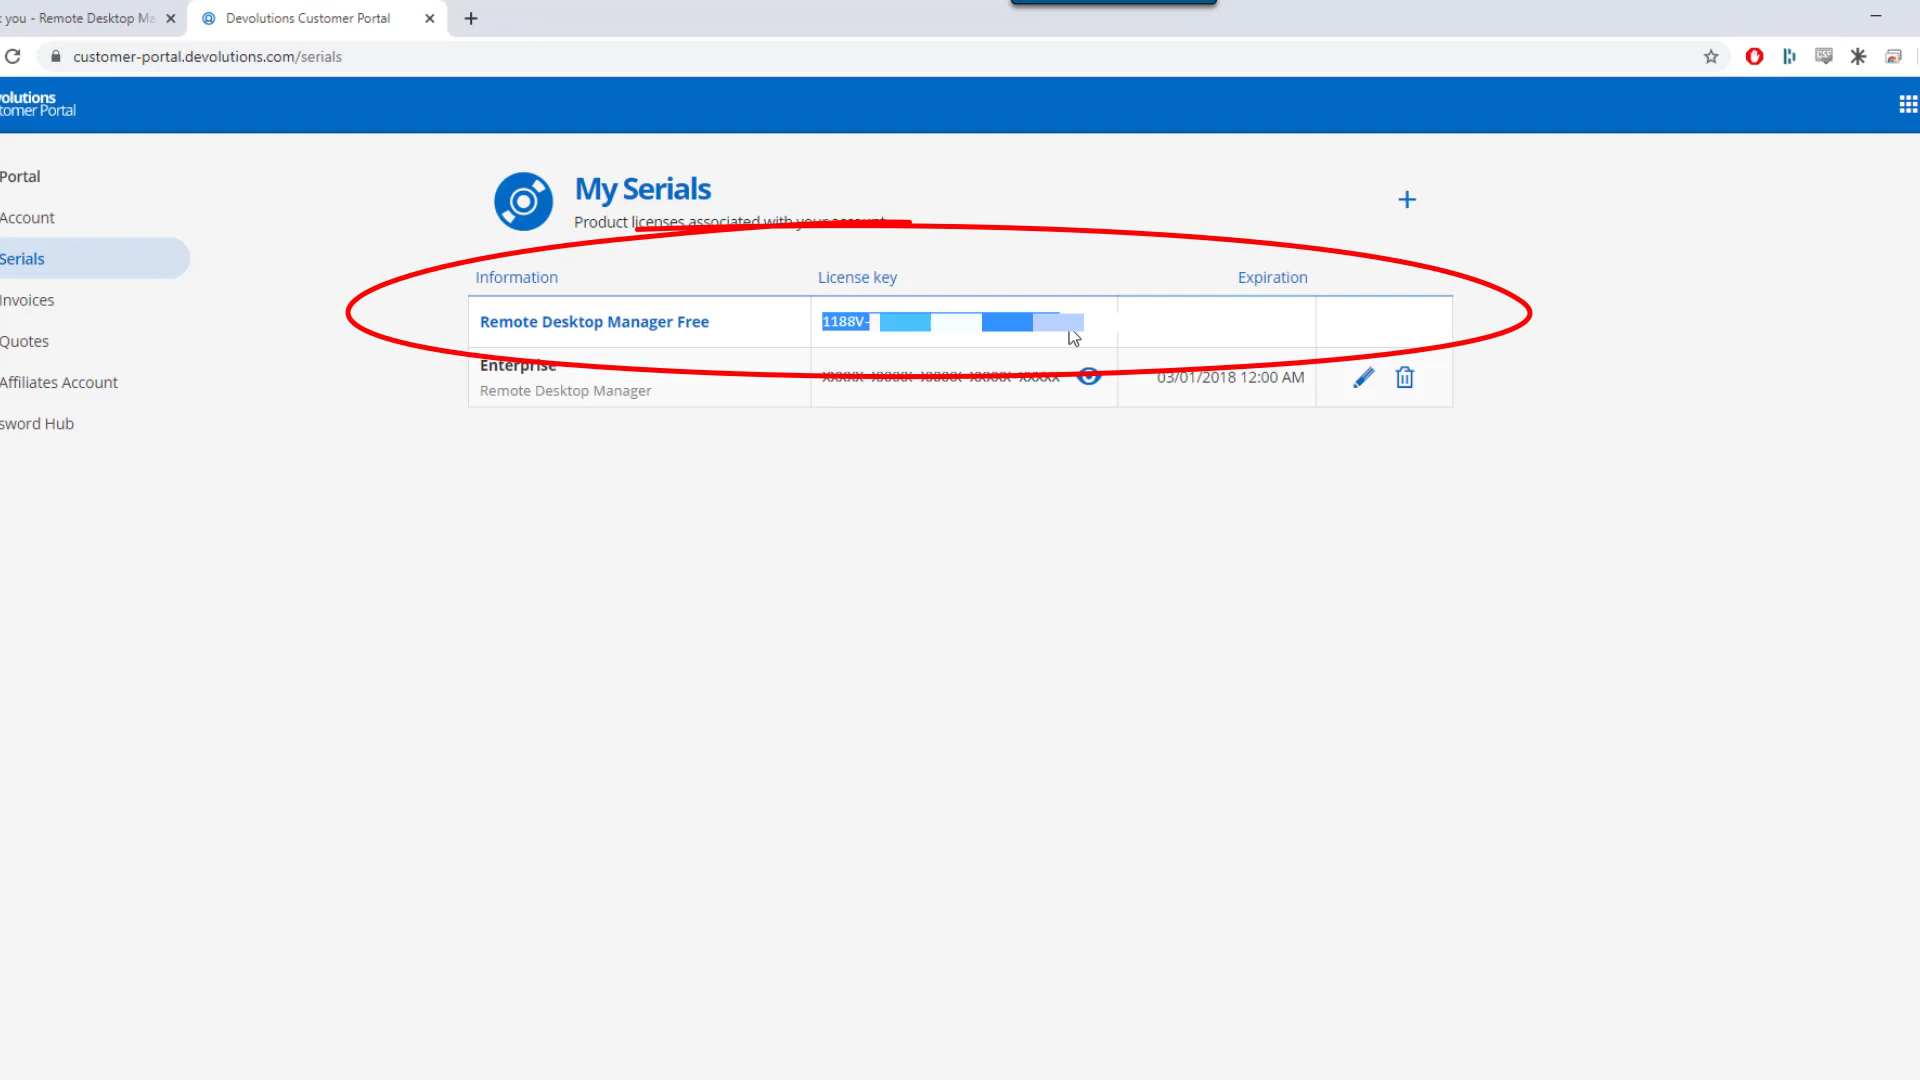 k you - Remote Desktop Ma
Devolutions Customer Portal
customer-portal.devolutions.com/serials
volutions
tomer Portal
Portal
Account
Serials
Invoices
Quotes
Affiliates Account
sword Hub
My Serials
Product licenses associated with your account
Information License key Expiration
Remote Desktop Manager Free 1188V-
Enterprise
XXXXX-XXXXX-XXXXX-XXXXX-XXXXX 03/01/2018 12:00 AM
Remote Desktop Manager